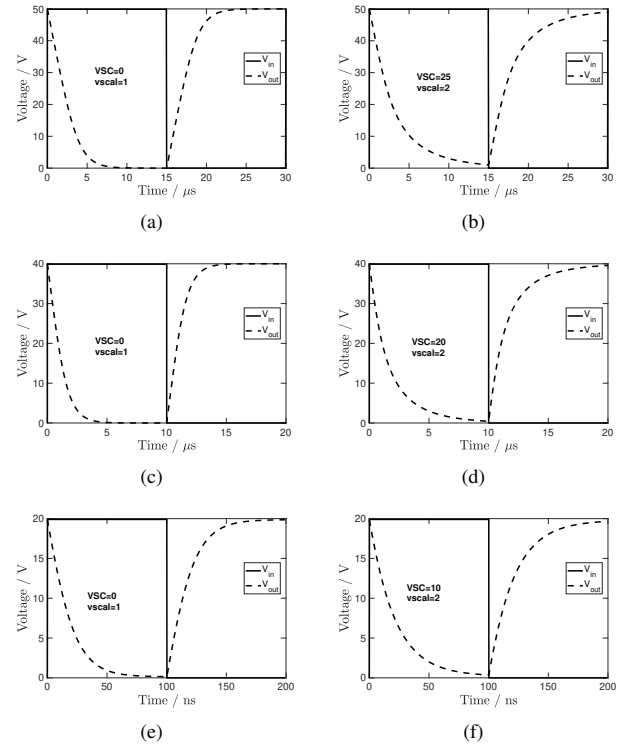 50
40
30
20
10
0
Voltage / V
VSC=0
vscal=1
V_in
V_out
0 5 10 15 20 25 30
Time / μs
(a)
50
40
30
20
10
0
Voltage / V
VSC=25
vscal=2
V_in
V_out
0 5 10 15 20 25 30
Time / μs
(b)
40
30
20
10
0
Voltage / V
VSC=0
vscal=1
V_in
V_out
0 5 10 15 20
Time / μs
(c)
40
30
20
10
0
Voltage / V
VSC=20
vscal=2
V_in
V_out
0 5 10 15 20
Time / μs
(d)
20
15
10
5
0
Voltage / V
VSC=0
vscal=1
V_in
V_out
0 50 100 150 200
Time / ns
(e)
20
15
10
5
0
Voltage / V
VSC=10
vscal=2
V_in
V_out
0 50 100 150 200
Time / ns
(f)